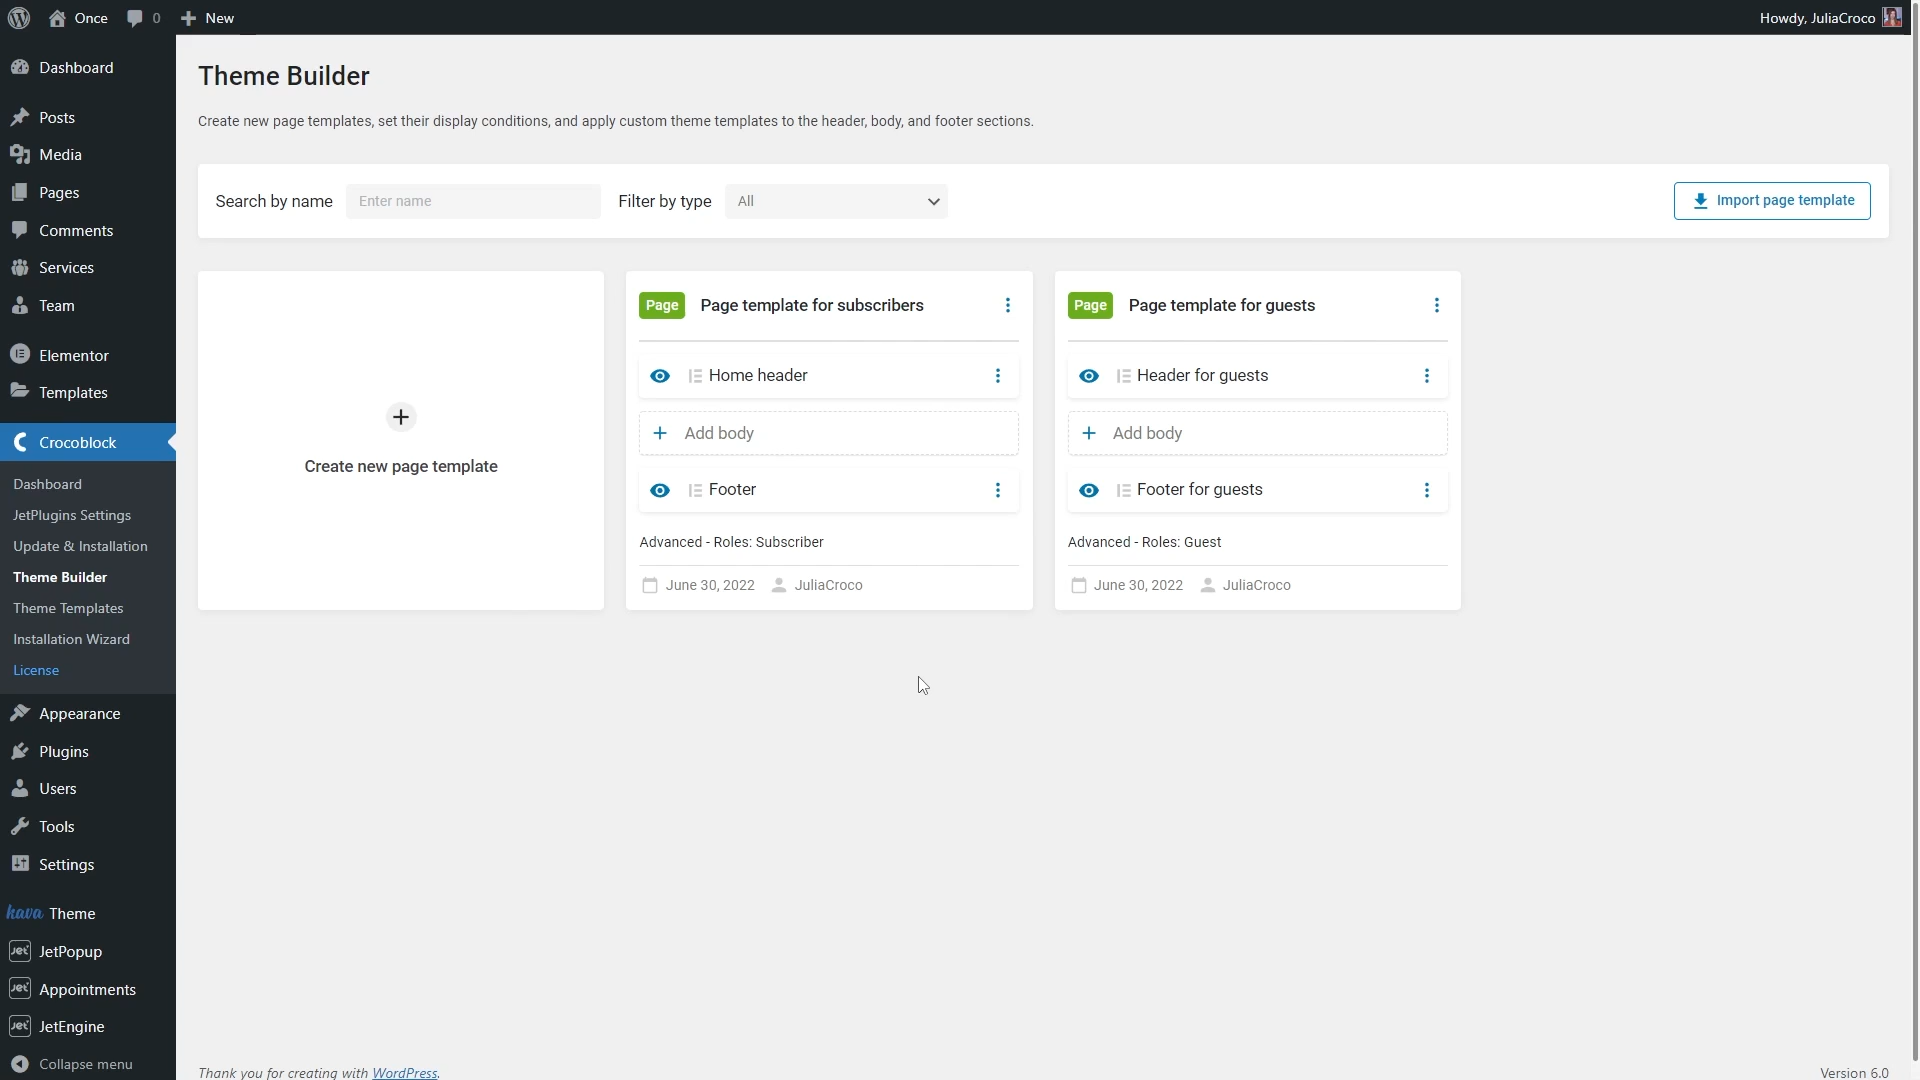 Once
0
New
Howdy, JuliaCroco
Dashboard
Posts
Media
Pages
Comments
Services
Team
Elementor
Templates
Crocoblock
Dashboard
JetPlugins Settings
Update & Installation
Theme Builder
Theme Templates
Installation Wizard
License
Appearance
Plugins
Users
Tools
Settings
hava Theme
Jet JetPopup
Jet Appointments
Jet JetEngine
Collapse menu
Theme Builder
Create new page templates, set their display conditions, and apply custom theme templates to the header, body, and footer sections.
Search by name
Enter name
Filter by type
All
Import page template
Create new page template
Page
Page template for subscribers
Home header
Add body
Footer
Advanced - Roles: Subscriber
June 30, 2022
JuliaCroco
Page
Page template for guests
Header for guests
Add body
Footer for guests
Advanced - Roles: Guest
June 30, 2022
JuliaCroco
Thank you for creating with WordPress.
Version 6.0